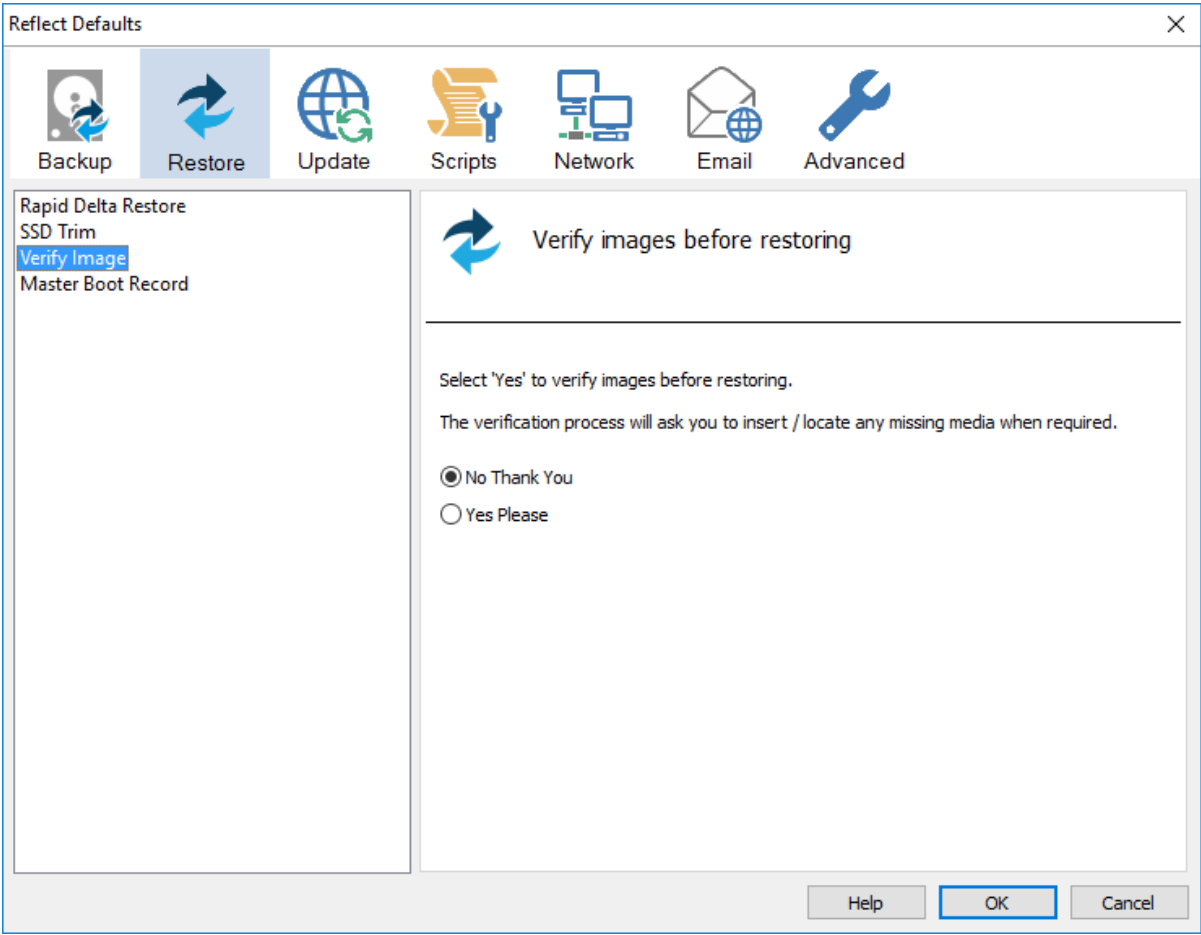 Reflect Defaults
Backup
Restore
Update
Scripts
Network
Email
Advanced
Rapid Delta Restore
SSD Trim
Verify Image
Master Boot Record
Verify images before restoring
Select 'Yes' to verify images before restoring.
The verification process will ask you to insert / locate any missing media when required.
No Thank You
Yes Please
Help
OK
Cancel